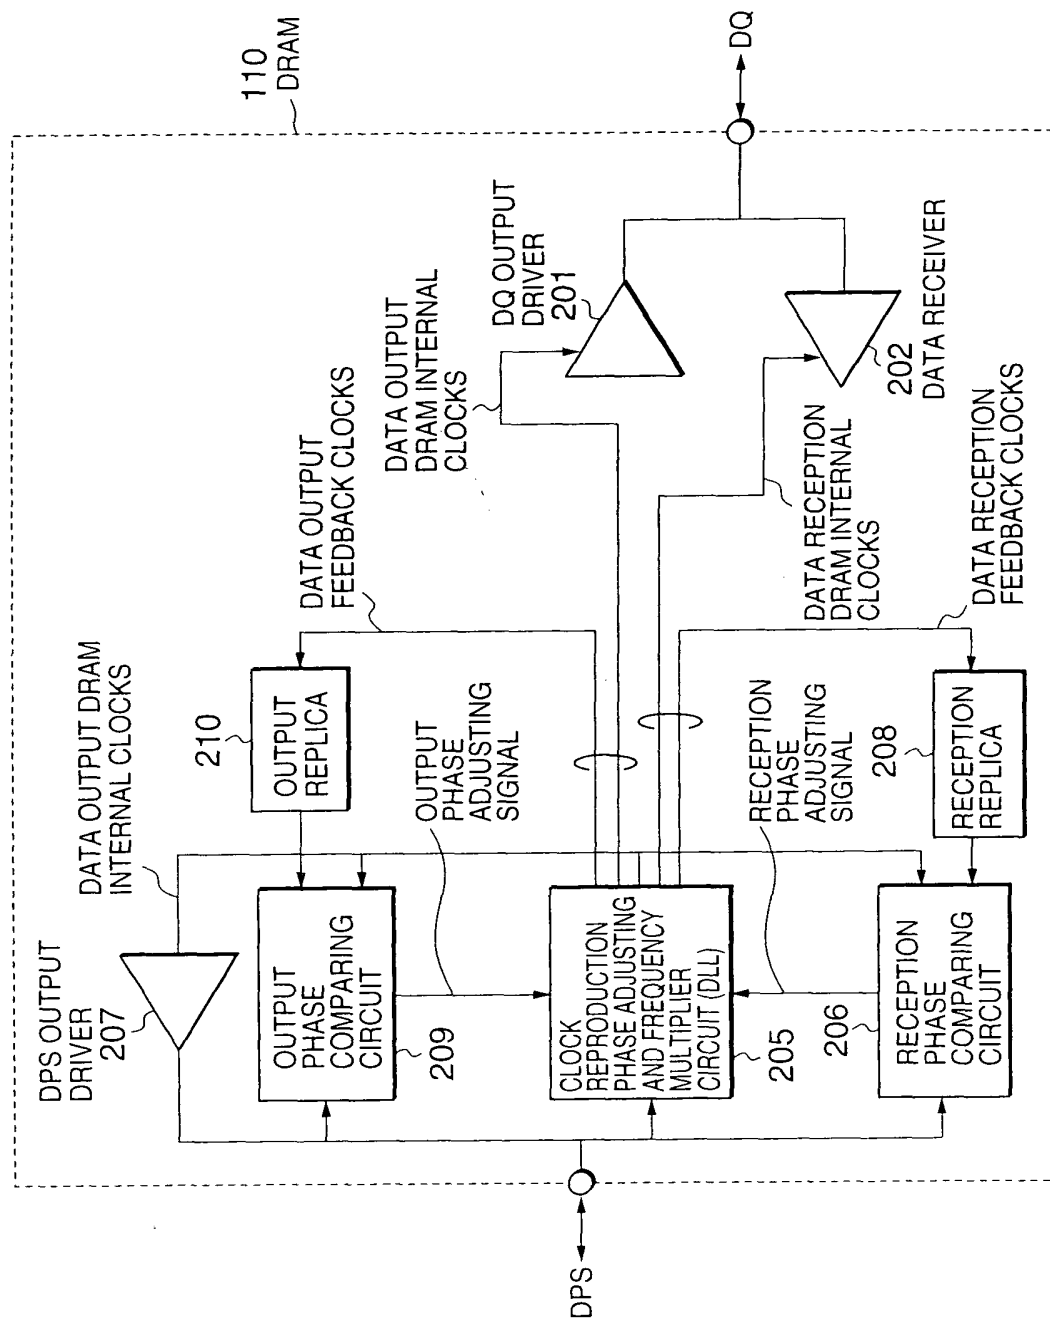 110
DRAM
DQ
DQ OUTPUT
DRIVER
201
202
DATA RECEIVER
DATA OUTPUT
DRAM INTERNAL
CLOCKS
DATA RECEPTION
DRAM INTERNAL
CLOCKS
DATA OUTPUT
FEEDBACK CLOCKS
DATA RECEPTION
FEEDBACK CLOCKS
DATA OUTPUT DRAM
INTERNAL CLOCKS
210
OUTPUT
REPLICA
OUTPUT
PHASE
ADJUSTING
SIGNAL
RECEPTION
PHASE
ADJUSTING
SIGNAL
208
RECEPTION
REPLICA
DPS OUTPUT
DRIVER
207
OUTPUT
PHASE
COMPARING
CIRCUIT
209
CLOCK
REPRODUCTION
PHASE ADJUSTING
AND FREQUENCY
MULTIPLIER
CIRCUIT (DLL)
205
206
RECEPTION
PHASE
COMPARING
CIRCUIT
DPS